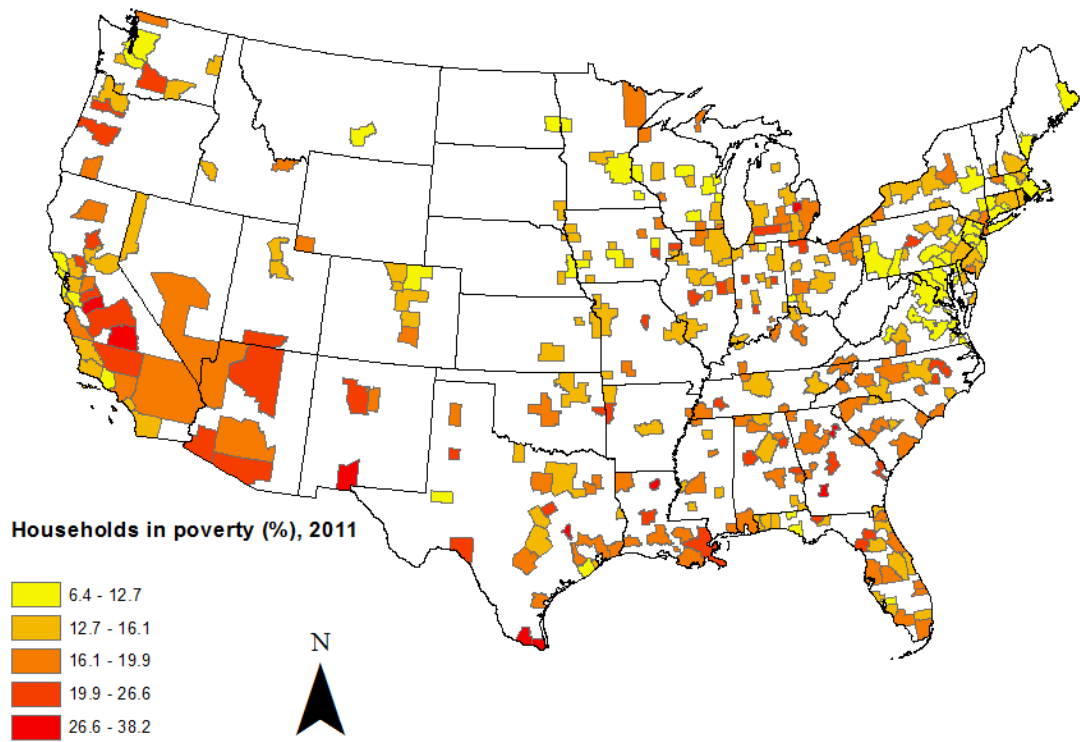 Households in poverty (%), 2011
6.4 - 12.7
12.7 - 16.1
16.1 - 19.9
19.9 - 26.6
26.6 - 38.2
N